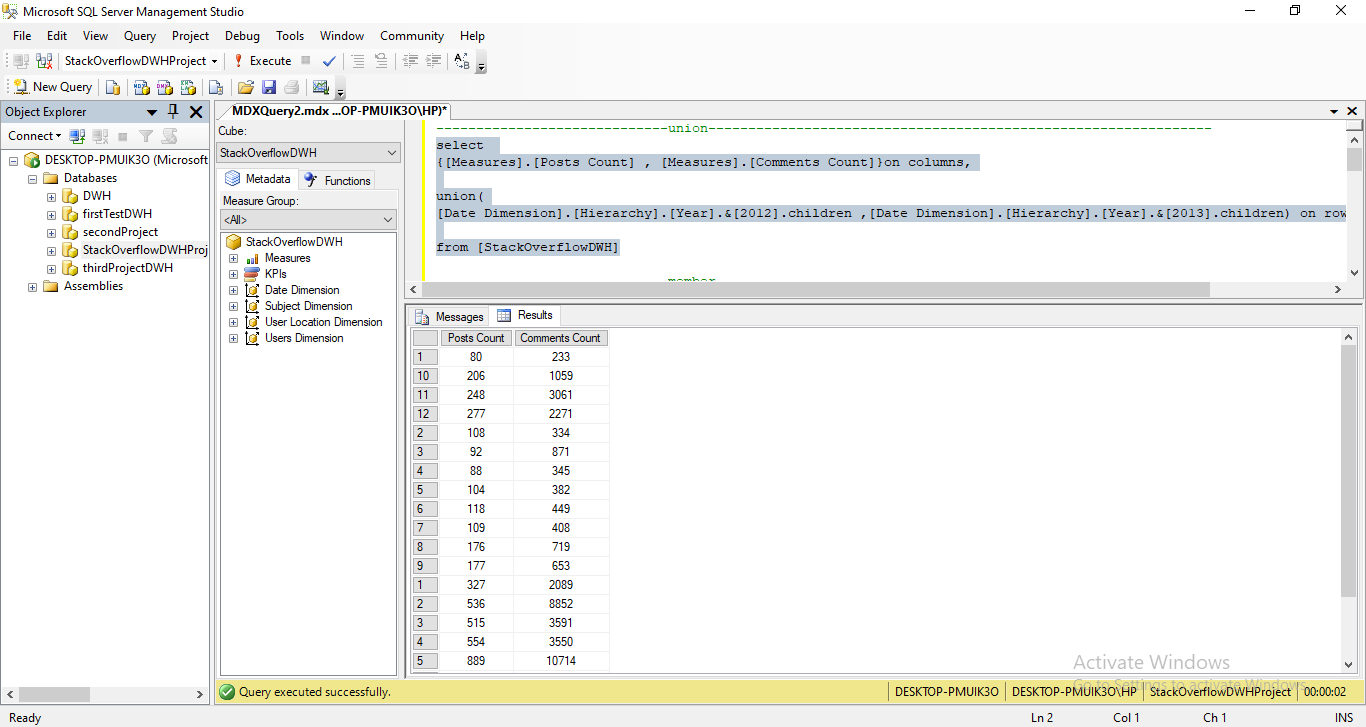 Microsoft SQL Server Management Studio
File Edit View Query Project Debug Tools Window Community Help
StackOverflowDWHProject Execute
New Query
Object Explorer
Connect
DESKTOP-PMUIK3O (Microsoft
Databases
DWH
firstTestDWH
secondProject
StackOverflowDWHProj
thirdProjectDWH
Assemblies
MDXQuery2.mdx ...OP-PMUIK3O\HP)*
Cube:
StackOverflowDWH
Metadata Functions
Measure Group:
<All>
StackOverflowDWH
Measures
KPIs
Date Dimension
Subject Dimension
User Location Dimension
Users Dimension
union
select
{[Measures].[Posts Count] , [Measures].[Comments Count]}on columns,
union(
[Date Dimension].[Hierarchy].[Year].&[2012].children ,[Date Dimension].[Hierarchy].[Year].&[2013].children) on row
from [StackOverflowDWH]
Messages Results
Posts Count Comments Count
1 80 233
10 206 1059
11 248 3061
12 277 2271
2 108 334
3 92 871
4 88 345
5 104 382
6 118 449
7 109 408
8 176 719
9 177 653
1 327 2089
2 536 8852
3 515 3591
4 554 3550
5 889 10714
Activate Windows
Go to Settings to activate Windows.
Query executed successfully. DESKTOP-PMUIK3O DESKTOP-PMUIK3O\HP StackOverflowDWHProject 00:00:02
Ready Ln 2 Col 1 Ch 1 INS